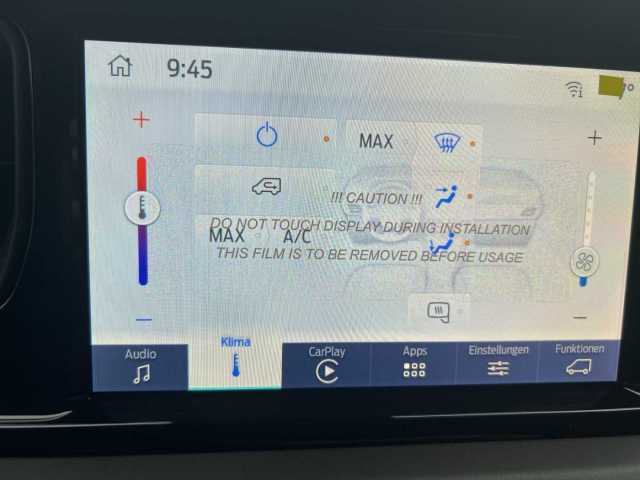 9:45
7°
MAX
!!! CAUTION !!!
DO NOT TOUCH DISPLAY DURING INSTALLATION
MAX A/C
THIS FILM IS TO BE REMOVED BEFORE USAGE
Audio Klima CarPlay Apps Einstellungen Funktionen